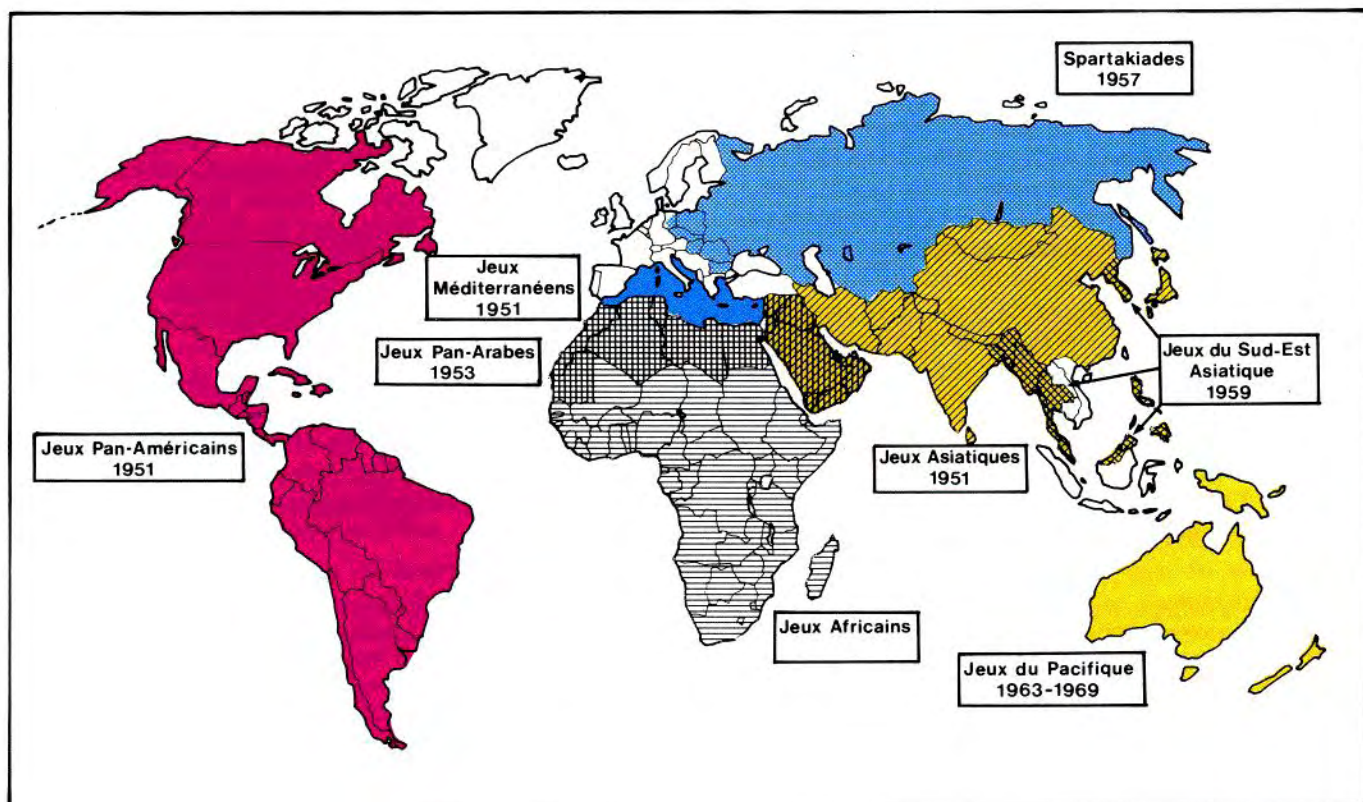 Spartakiades
1957
Jeux
Méditerranéens
1951
Jeux Pan-Arabes
1953
Jeux du Sud-Est
Asiatique
1959
Jeux Pan-Américains
1951
Jeux Asiatiques
1951
Jeux Africains
Jeux du Pacifique
1963-1969